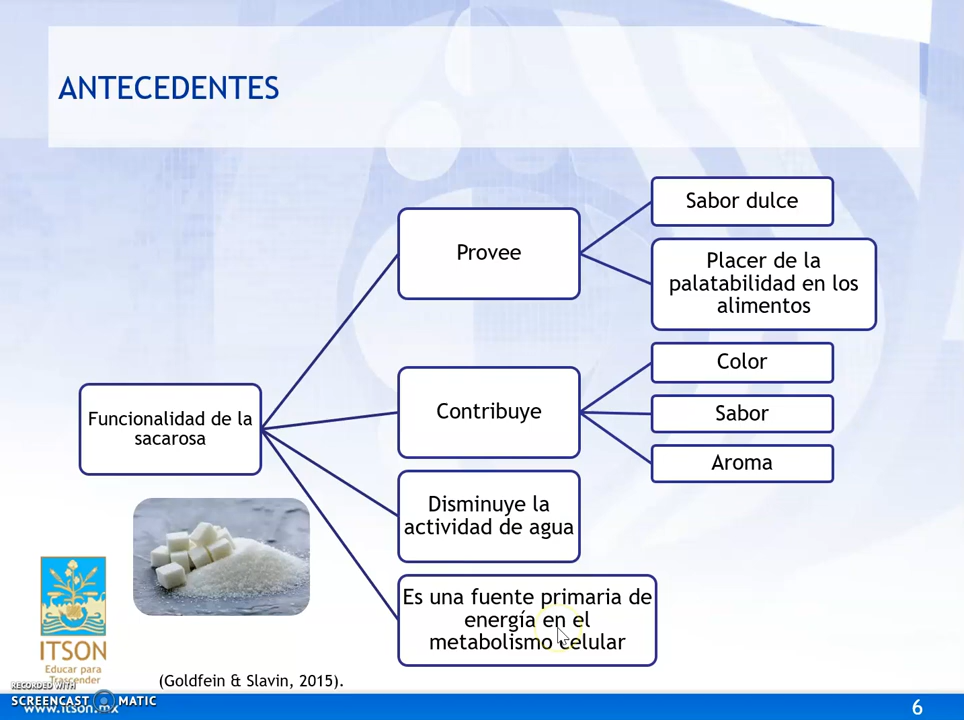 ANTECEDENTES
Funcionalidad de la
sacarosa
Provee
Sabor dulce
Placer de la
palatabilidad en los
alimentos
Contribuye
Color
Sabor
Aroma
Disminuye la
actividad de agua
Es una fuente primaria de
energía en el
metabolismo celular
ITSON
Educar para
Trascender
(Goldfein & Slavin, 2015).
RECORDED WITH
SCREENCAST MATIC
www.itson.mx
6